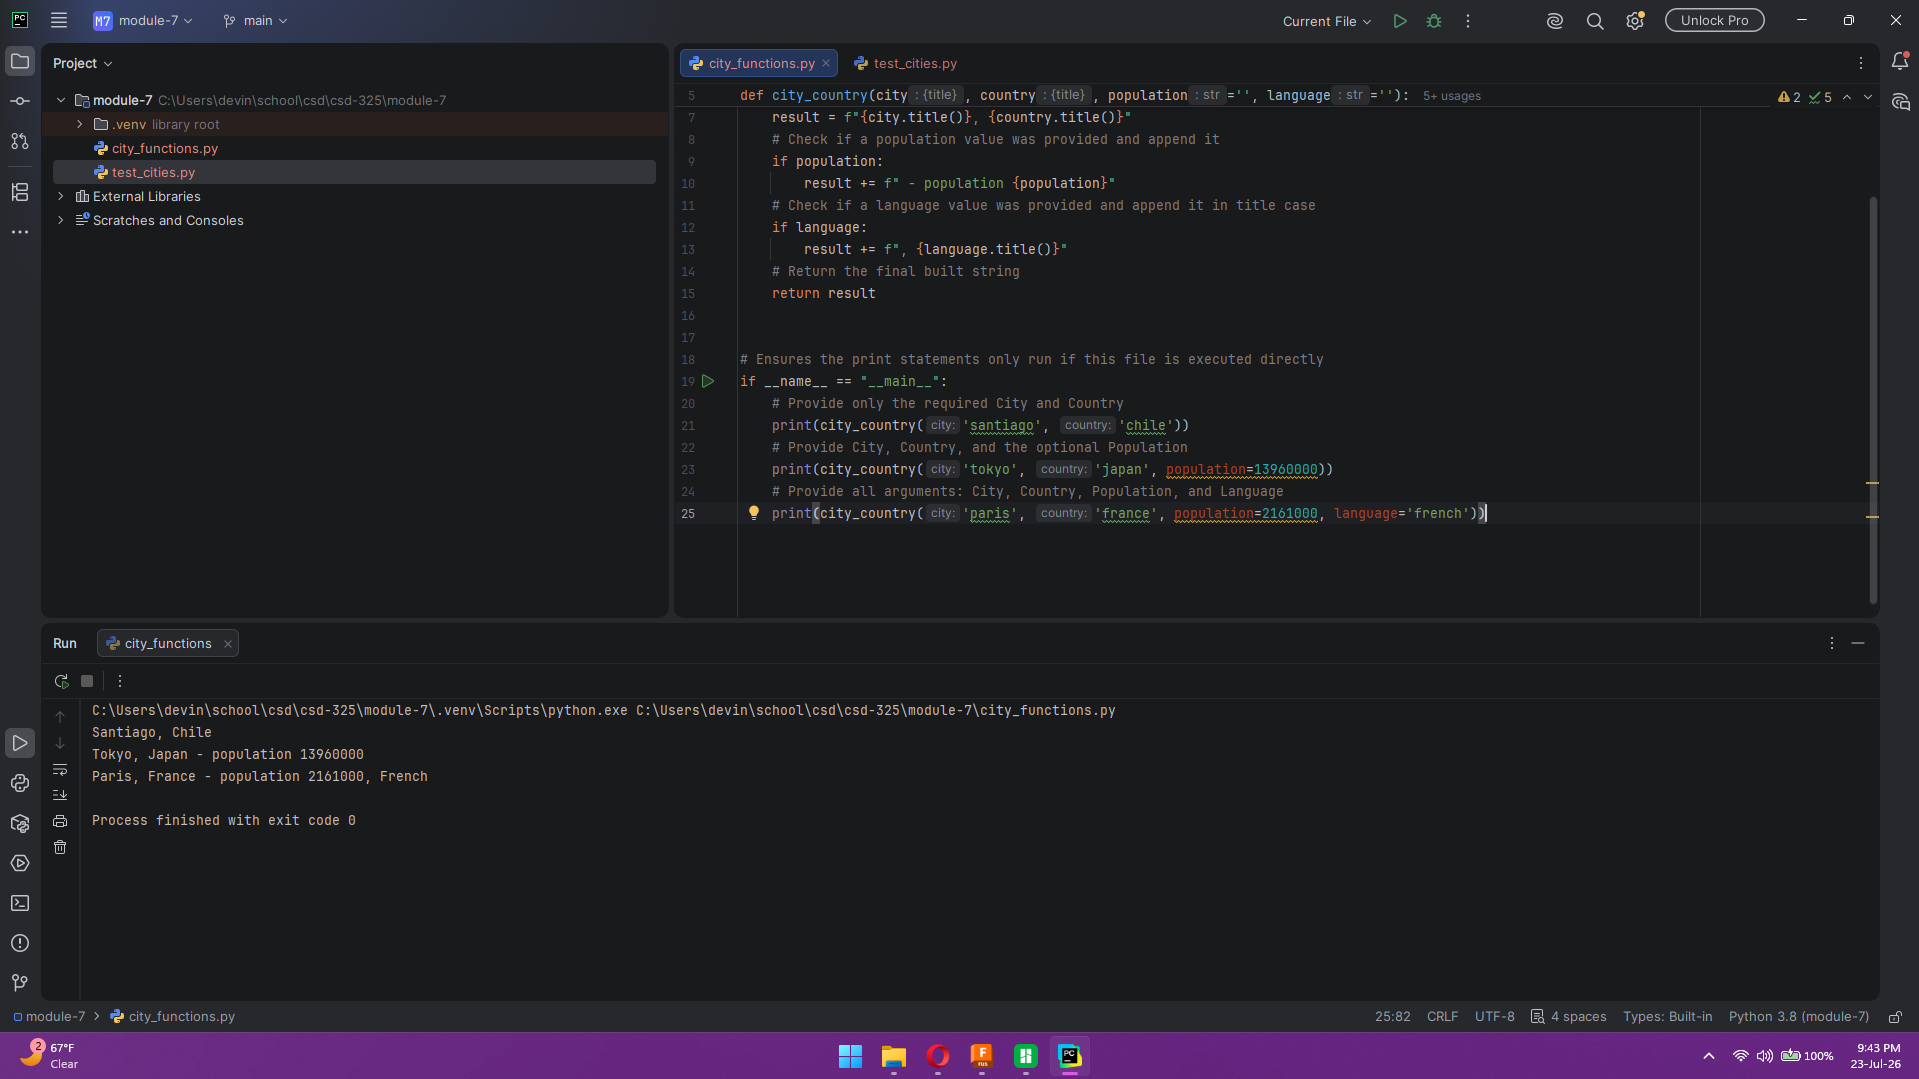 PC
M7 module-7
main
Current File
Unlock Pro
Project
module-7 C:\Users\devin\school\csd\csd-325\module-7
.venv library root
city_functions.py
test_cities.py
External Libraries
Scratches and Consoles
city_functions.py
test_cities.py
5 def city_country(city : {title} , country : {title} , population : str ='', language : str =''): 5+ usages
2 5
7 result = f"{city.title()}, {country.title()}"
8 # Check if a population value was provided and append it
9 if population:
10 result += f" - population {population}"
11 # Check if a language value was provided and append it in title case
12 if language:
13 result += f", {language.title()}"
14 # Return the final built string
15 return result
16
17
18 # Ensures the print statements only run if this file is executed directly
19 if __name__ == "__main__":
20 # Provide only the required City and Country
21 print(city_country( city: 'santiago', country: 'chile'))
22 # Provide City, Country, and the optional Population
23 print(city_country( city: 'tokyo', country: 'japan', population=13960000))
24 # Provide all arguments: City, Country, Population, and Language
25 print(city_country( city: 'paris', country: 'france', population=2161000, language='french'))
Run city_functions
C:\Users\devin\school\csd\csd-325\module-7\.venv\Scripts\python.exe C:\Users\devin\school\csd\csd-325\module-7\city_functions.py
Santiago, Chile
Tokyo, Japan - population 13960000
Paris, France - population 2161000, French
Process finished with exit code 0
module-7 > city_functions.py
25:82 CRLF UTF-8 4 spaces Types: Built-in Python 3.8 (module-7)
2
67°F
Clear
F
PC
100%
9:43 PM
23-Jul-26